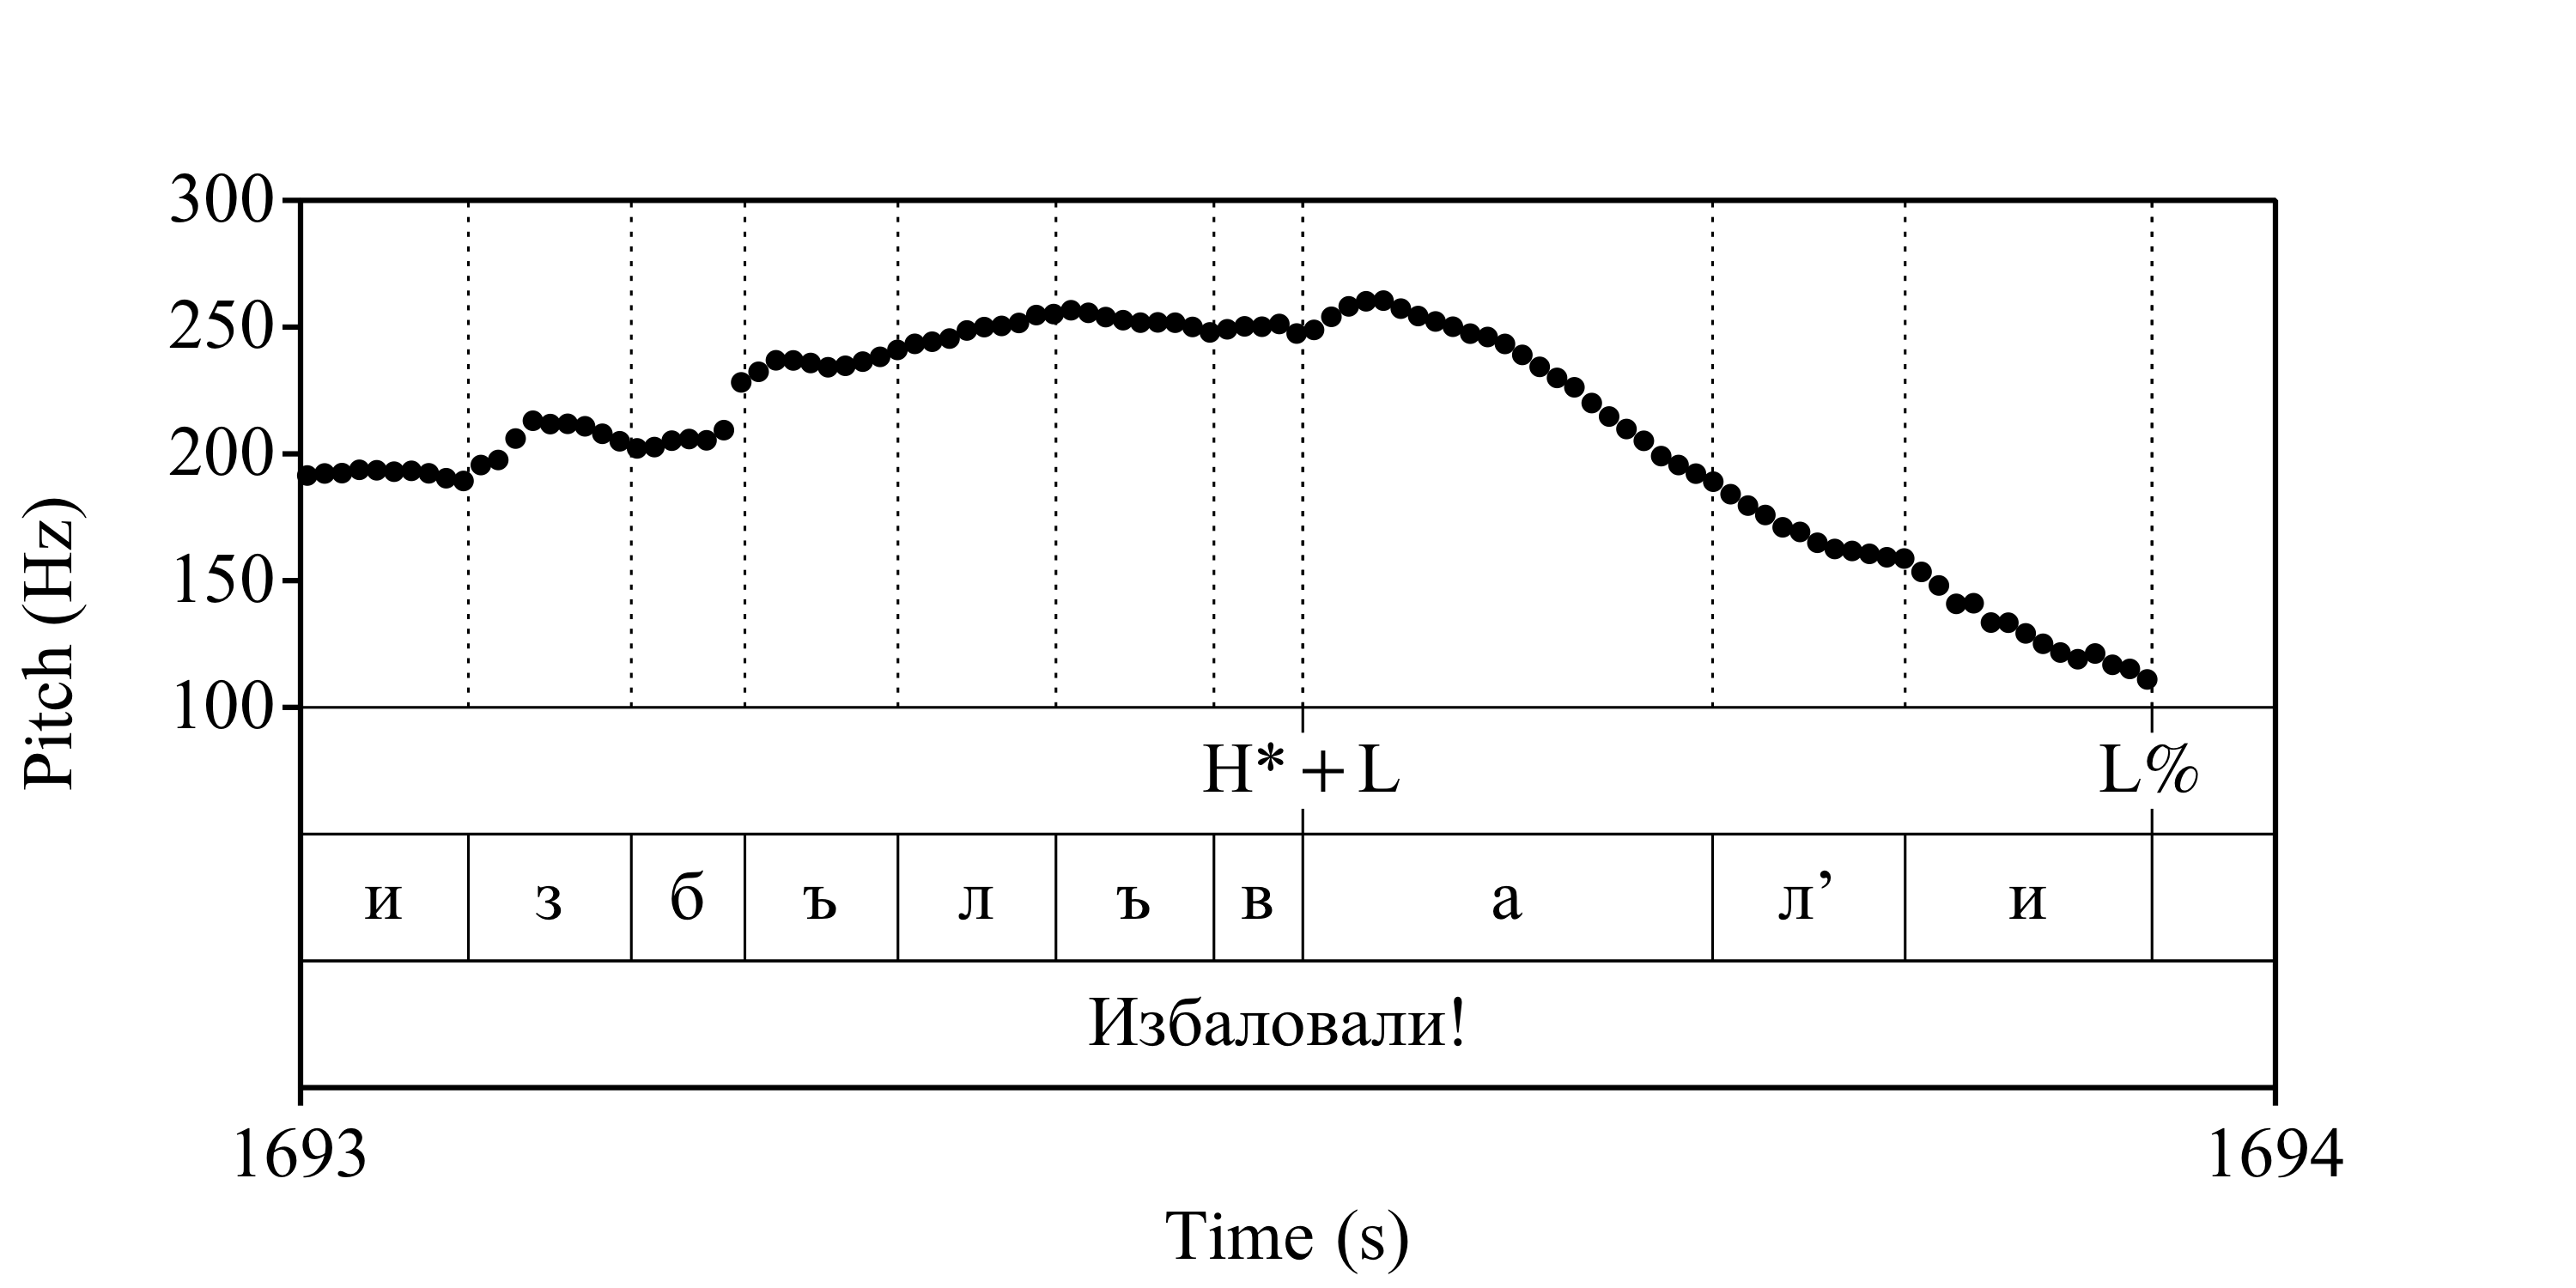 300
250
200
150
100
Pitch (Hz)
H*+L L%
и з б ъ л ъ в а л’ и
Избаловали!
1693 1694
Time (s)